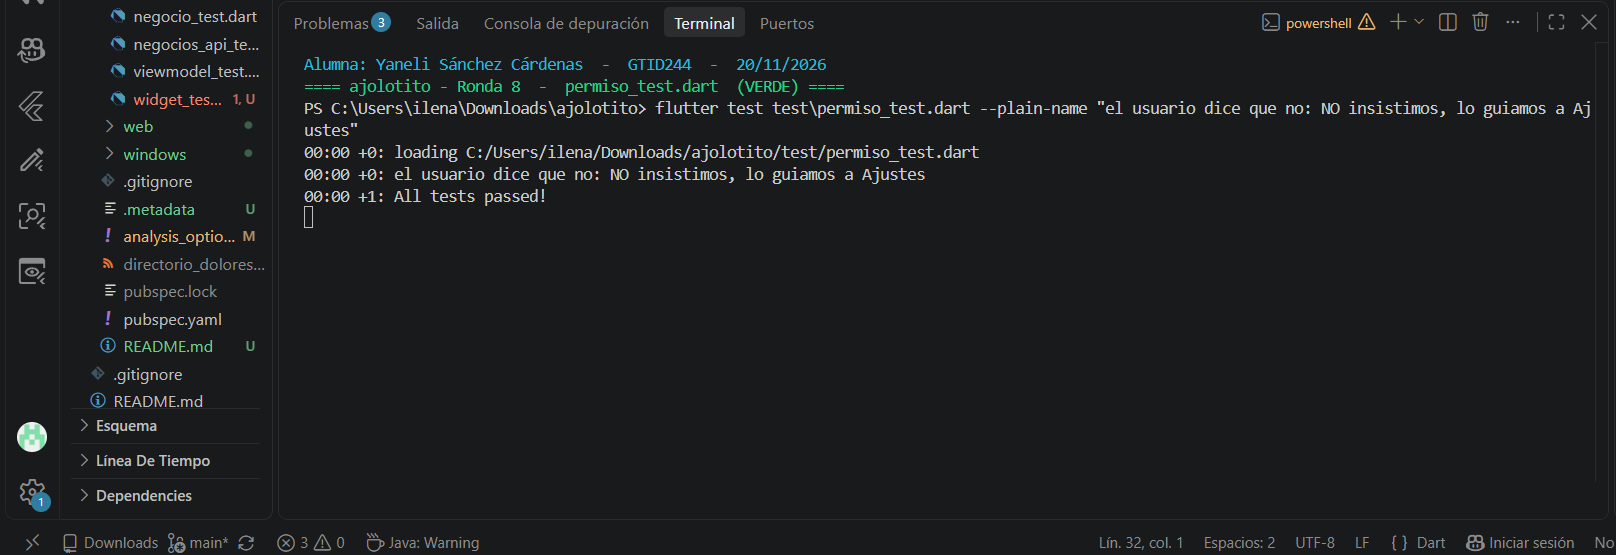 negocio_test.dart
negocios_api_te...
viewmodel_test....
widget_tes... 1, U
web
windows
.gitignore
.metadata U
analysis_optio... M
directorio_dolores...
pubspec.lock
pubspec.yaml
README.md U
.gitignore
README.md
Esquema
Línea De Tiempo
Dependencies
1
Problemas 3 Salida Consola de depuración Terminal Puertos
powershell
Alumna: Yaneli Sánchez Cárdenas - GTID244 - 20/11/2026
==== ajolotito - Ronda 8 - permiso_test.dart (VERDE) ====
PS C:\Users\ilena\Downloads\ajolotito> flutter test test\permiso_test.dart --plain-name "el usuario dice que no: NO insistimos, lo guiamos a Aj
ustes"
00:00 +0: loading C:/Users/ilena/Downloads/ajolotito/test/permiso_test.dart
00:00 +0: el usuario dice que no: NO insistimos, lo guiamos a Ajustes
00:00 +1: All tests passed!
Downloads main* 3 0 Java: Warning Lín. 32, col. 1 Espacios: 2 UTF-8 LF { } Dart Iniciar sesión No